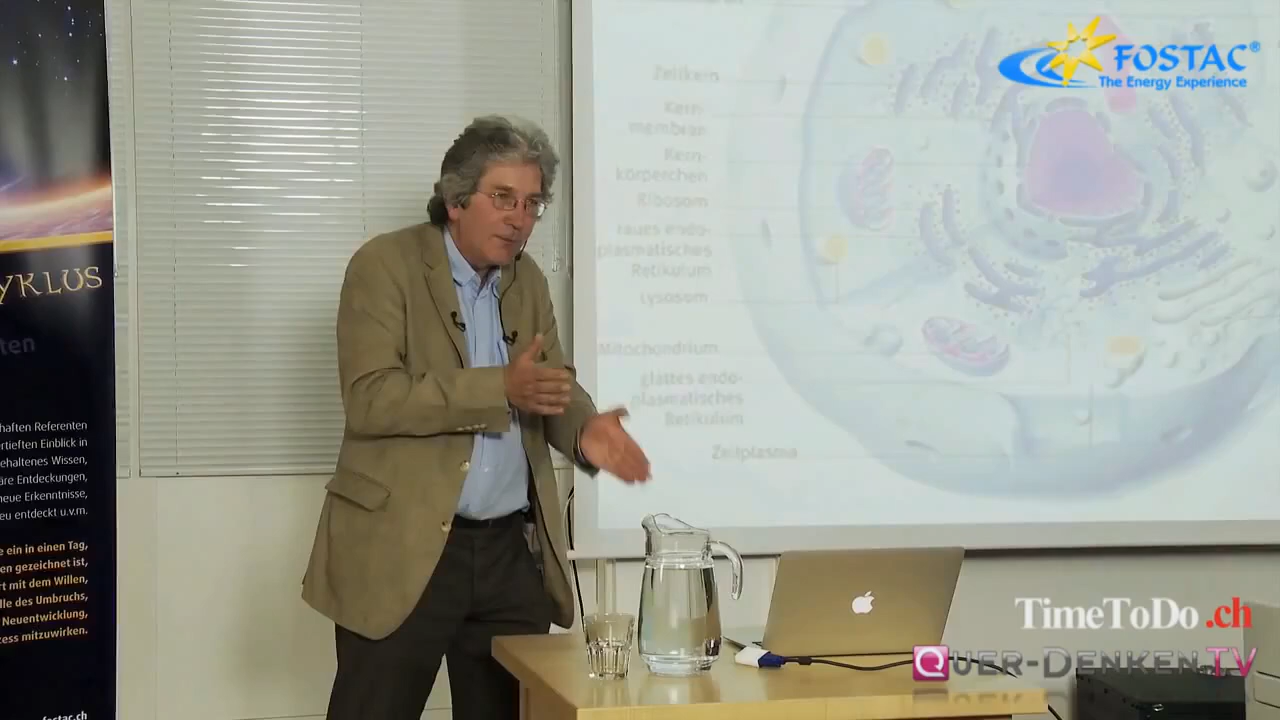 FOSTAC®
The Energy Experience
YKLUS
ten
haften Referenten
ertieften Einblick in
ehaltenes Wissen,
äre Entdeckungen,
neue Erkenntnisse,
eu entdeckt u.v.m.
e ein in einen Tag,
en gezeichnet ist,
rt mit dem Willen,
lle des Umbruchs,
Neuentwicklung,
zess mitzuwirken.
fostac.ch
Zellkern
Kern-
membran
Kern-
körperchen
Ribosom
raues endo-
plasmatisches
Retikulum
Lysosom
Mitochondrium
glattes endo-
plasmatisches
Retikulum
Zellplasma
TimeToDo.ch
QUER-DENKEN.TV